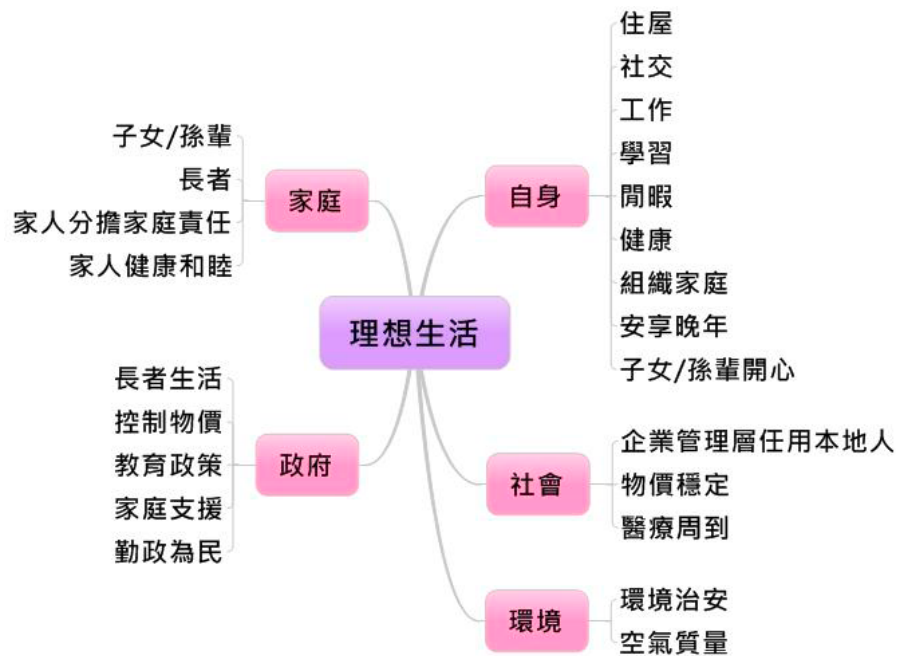 理想生活
自身
住屋
社交
工作
學習
閒暇
健康
組織家庭
安享晚年
子女/孫輩開心
社會
企業管理層任用本地人
物價穩定
醫療周到
環境
環境治安
空氣質量
家庭
子女/孫輩
長者
家人分擔家庭責任
家人健康和睦
政府
長者生活
控制物價
教育政策
家庭支援
勤政為民